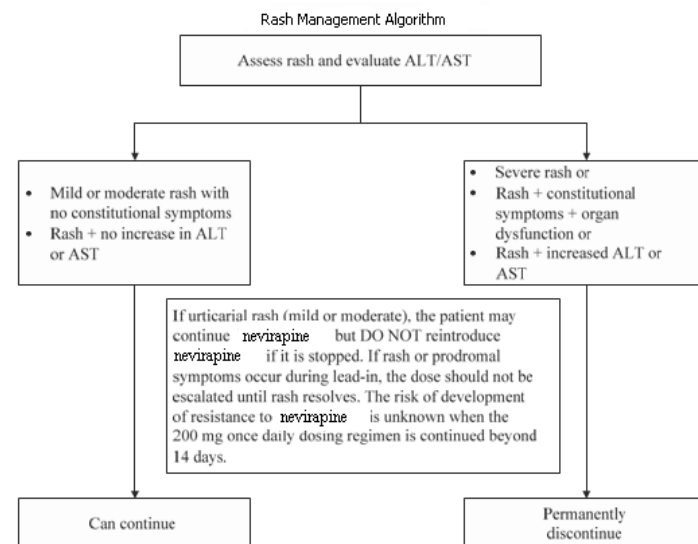 Rash Management Algorithm
Assess rash and evaluate ALT/AST
• Mild or moderate rash with
no constitutional symptoms
• Rash + no increase in ALT
or AST
• Severe rash or
• Rash + constitutional
symptoms + organ
dysfunction or
• Rash + increased ALT or
AST
If urticarial rash (mild or moderate), the patient may
continue nevirapine but DO NOT reintroduce
nevirapine if it is stopped. If rash or prodromal
symptoms occur during lead-in, the dose should not be
escalated until rash resolves. The risk of development
of resistance to nevirapine is unknown when the
200 mg once daily dosing regimen is continued beyond
14 days.
Can continue
Permanently
discontinue